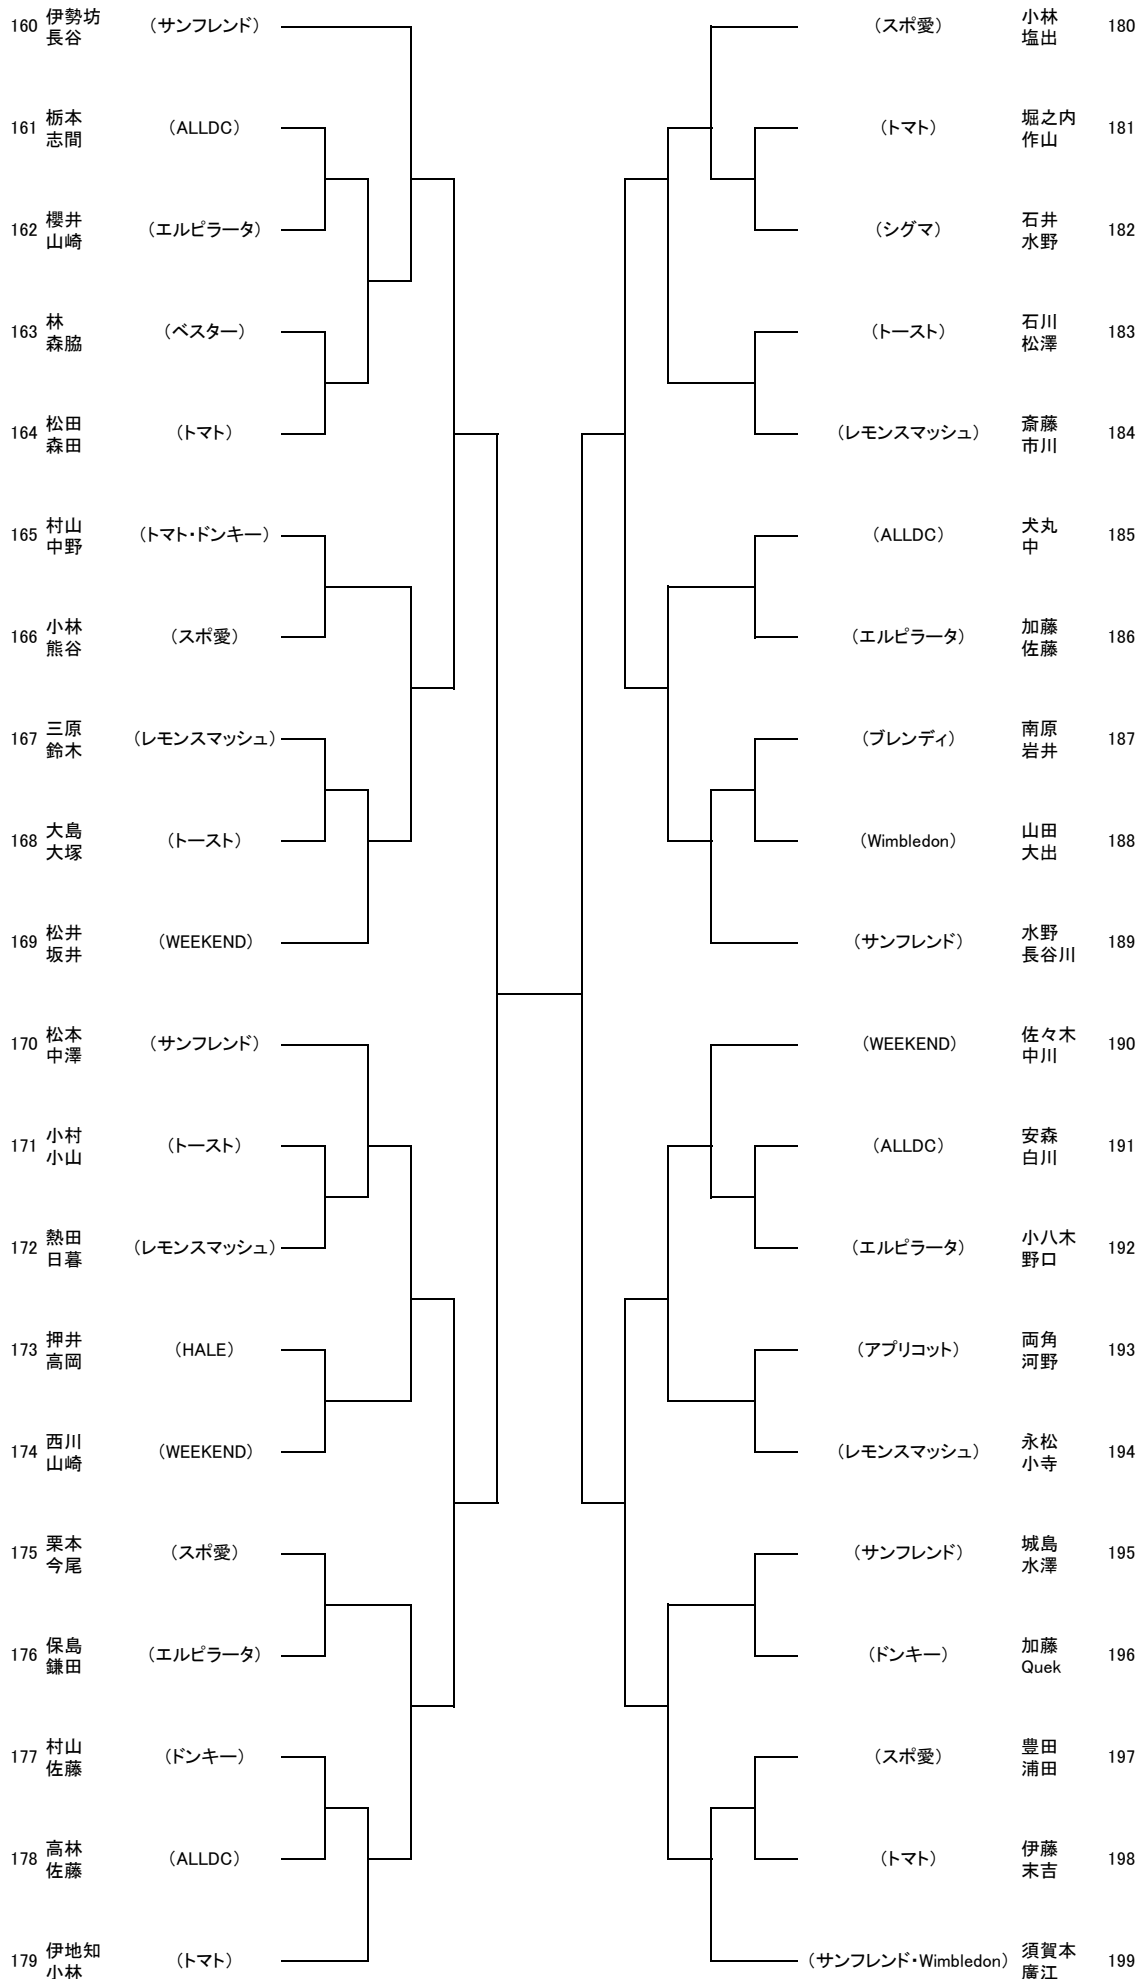 160 伊勢坊 (サンフレンド)
長谷
161 栃本 (ALLDC)
志間
162 櫻井 (エルピラータ)
山崎
163 林 (ベスター)
森脇
164 松田 (トマト)
森田
165 村山 (トマト・ドンキー)
中野
166 小林 (スポ愛)
熊谷
167 三原 (レモンスマッシュ)
鈴木
168 大島 (トースト)
大塚
169 松井 (WEEKEND)
坂井
170 松本 (サンフレンド)
中澤
171 小村 (トースト)
小山
172 熱田 (レモンスマッシュ)
日暮
173 押井 (HALE)
高岡
174 西川 (WEEKEND)
山崎
175 栗本 (スポ愛)
今尾
176 保島 (エルピラータ)
鎌田
177 村山 (ドンキー)
佐藤
178 高林 (ALLDC)
佐藤
179 伊地知 (トマト)
小林
(スポ愛) 小林 180
塩出
(トマト) 堀之内 181
作山
(シグマ) 石井 182
水野
(トースト) 石川 183
松澤
(レモンスマッシュ) 斎藤 184
市川
(ALLDC) 犬丸 185
中
(エルピラータ) 加藤 186
佐藤
(ブレンディ) 南原 187
岩井
(Wimbledon) 山田 188
大出
(サンフレンド) 水野 189
長谷川
(WEEKEND) 佐々木 190
中川
(ALLDC) 安森 191
白川
(エルピラータ) 小八木 192
野口
(アプリコット) 両角 193
河野
(レモンスマッシュ) 永松 194
小寺
(サンフレンド) 城島 195
水澤
(ドンキー) 加藤 196
Quek
(スポ愛) 豊田 197
浦田
(トマト) 伊藤 198
末吉
(サンフレンド・Wimbledon) 須賀本 199
廣江